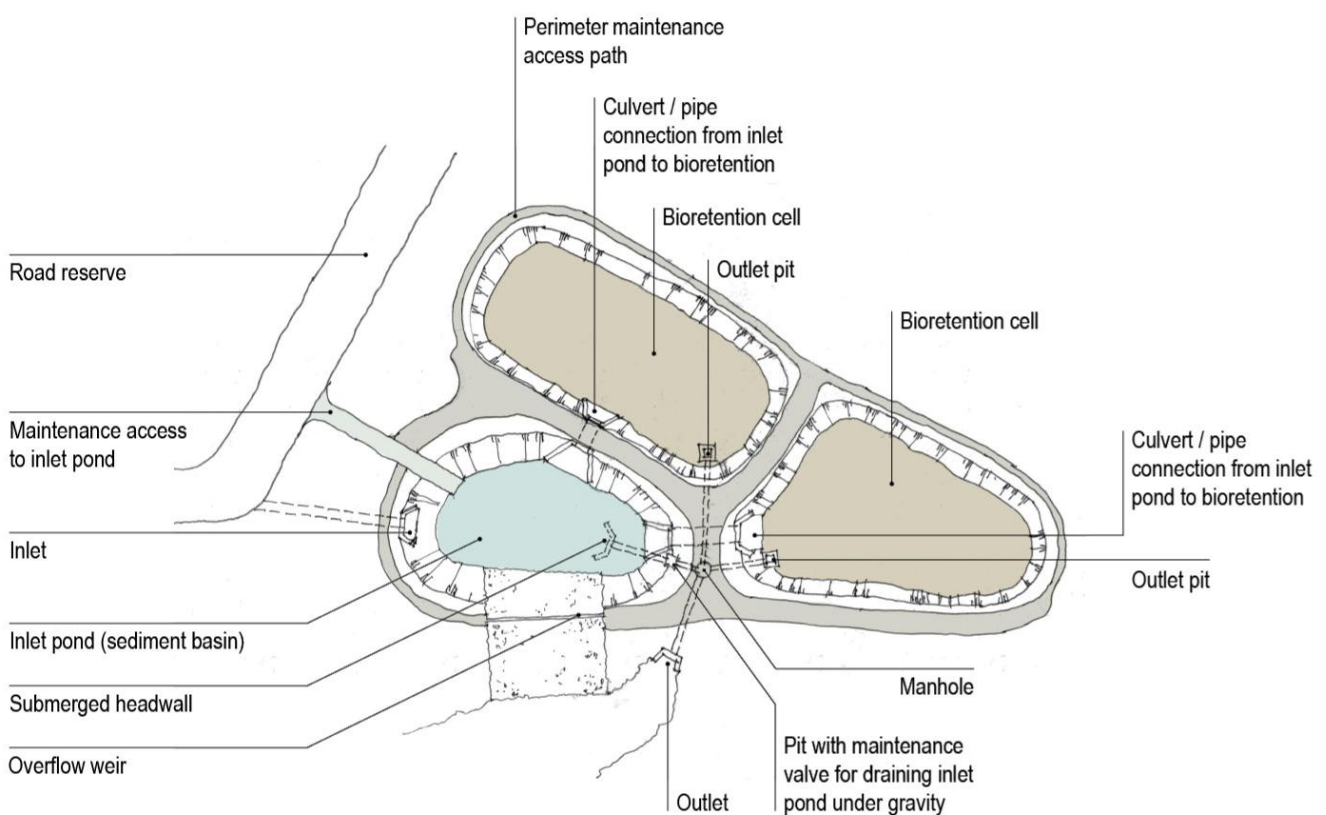 Perimeter maintenance
access path
Culvert / pipe
connection from inlet
pond to bioretention
Bioretention cell
Outlet pit
Road reserve
Bioretention cell
Maintenance access
to inlet pond
Culvert / pipe
connection from inlet
pond to bioretention
Inlet
Outlet pit
Inlet pond (sediment basin)
Submerged headwall
Manhole
Overflow weir
Pit with maintenance
valve for draining inlet
pond under gravity
Outlet